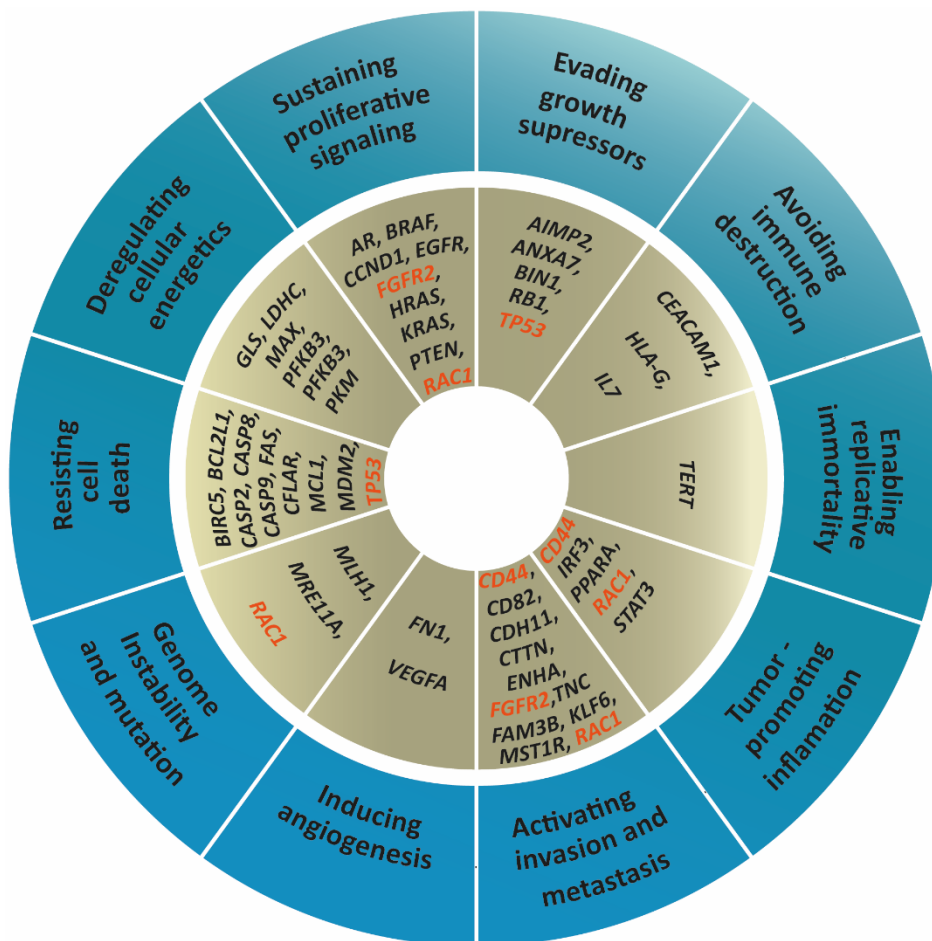 Sustaining
proliferative
signaling
Evading
growth
supressors
Avoiding
immune
destruction
Enabling
replicative
immortality
Tumor -
promoting
inflamation
Activating
invasion and
metastasis
Inducing
angiogenesis
Genome
Instability
and mutation
Resisting
cell
death
Deregulating
cellular
energetics
AR, BRAF,
CCND1, EGFR,
FGFR2,
HRAS,
KRAS,
PTEN,
RAC1
AIMP2,
ANXA7,
BIN1,
RB1,
TP53
CEACAM1,
HLA-G,
IL7
TERT
CD44
IRF3,
PPARA,
RAC1,
STAT3
CD44,
CD82,
CDH11,
CTTN,
ENHA,
FGFR2,TNC
FAM3B, KLF6,
MST1R, RAC1
FN1,
VEGFA
MLH1,
MRE11A,
RAC1
BIRC5, BCL2L1,
CASP2, CASP8,
CASP9, FAS,
CFLAR,
MCL1,
MDM2,
TP53
GLS, LDHC,
MAX,
PFKB3,
PFKB3,
PKM